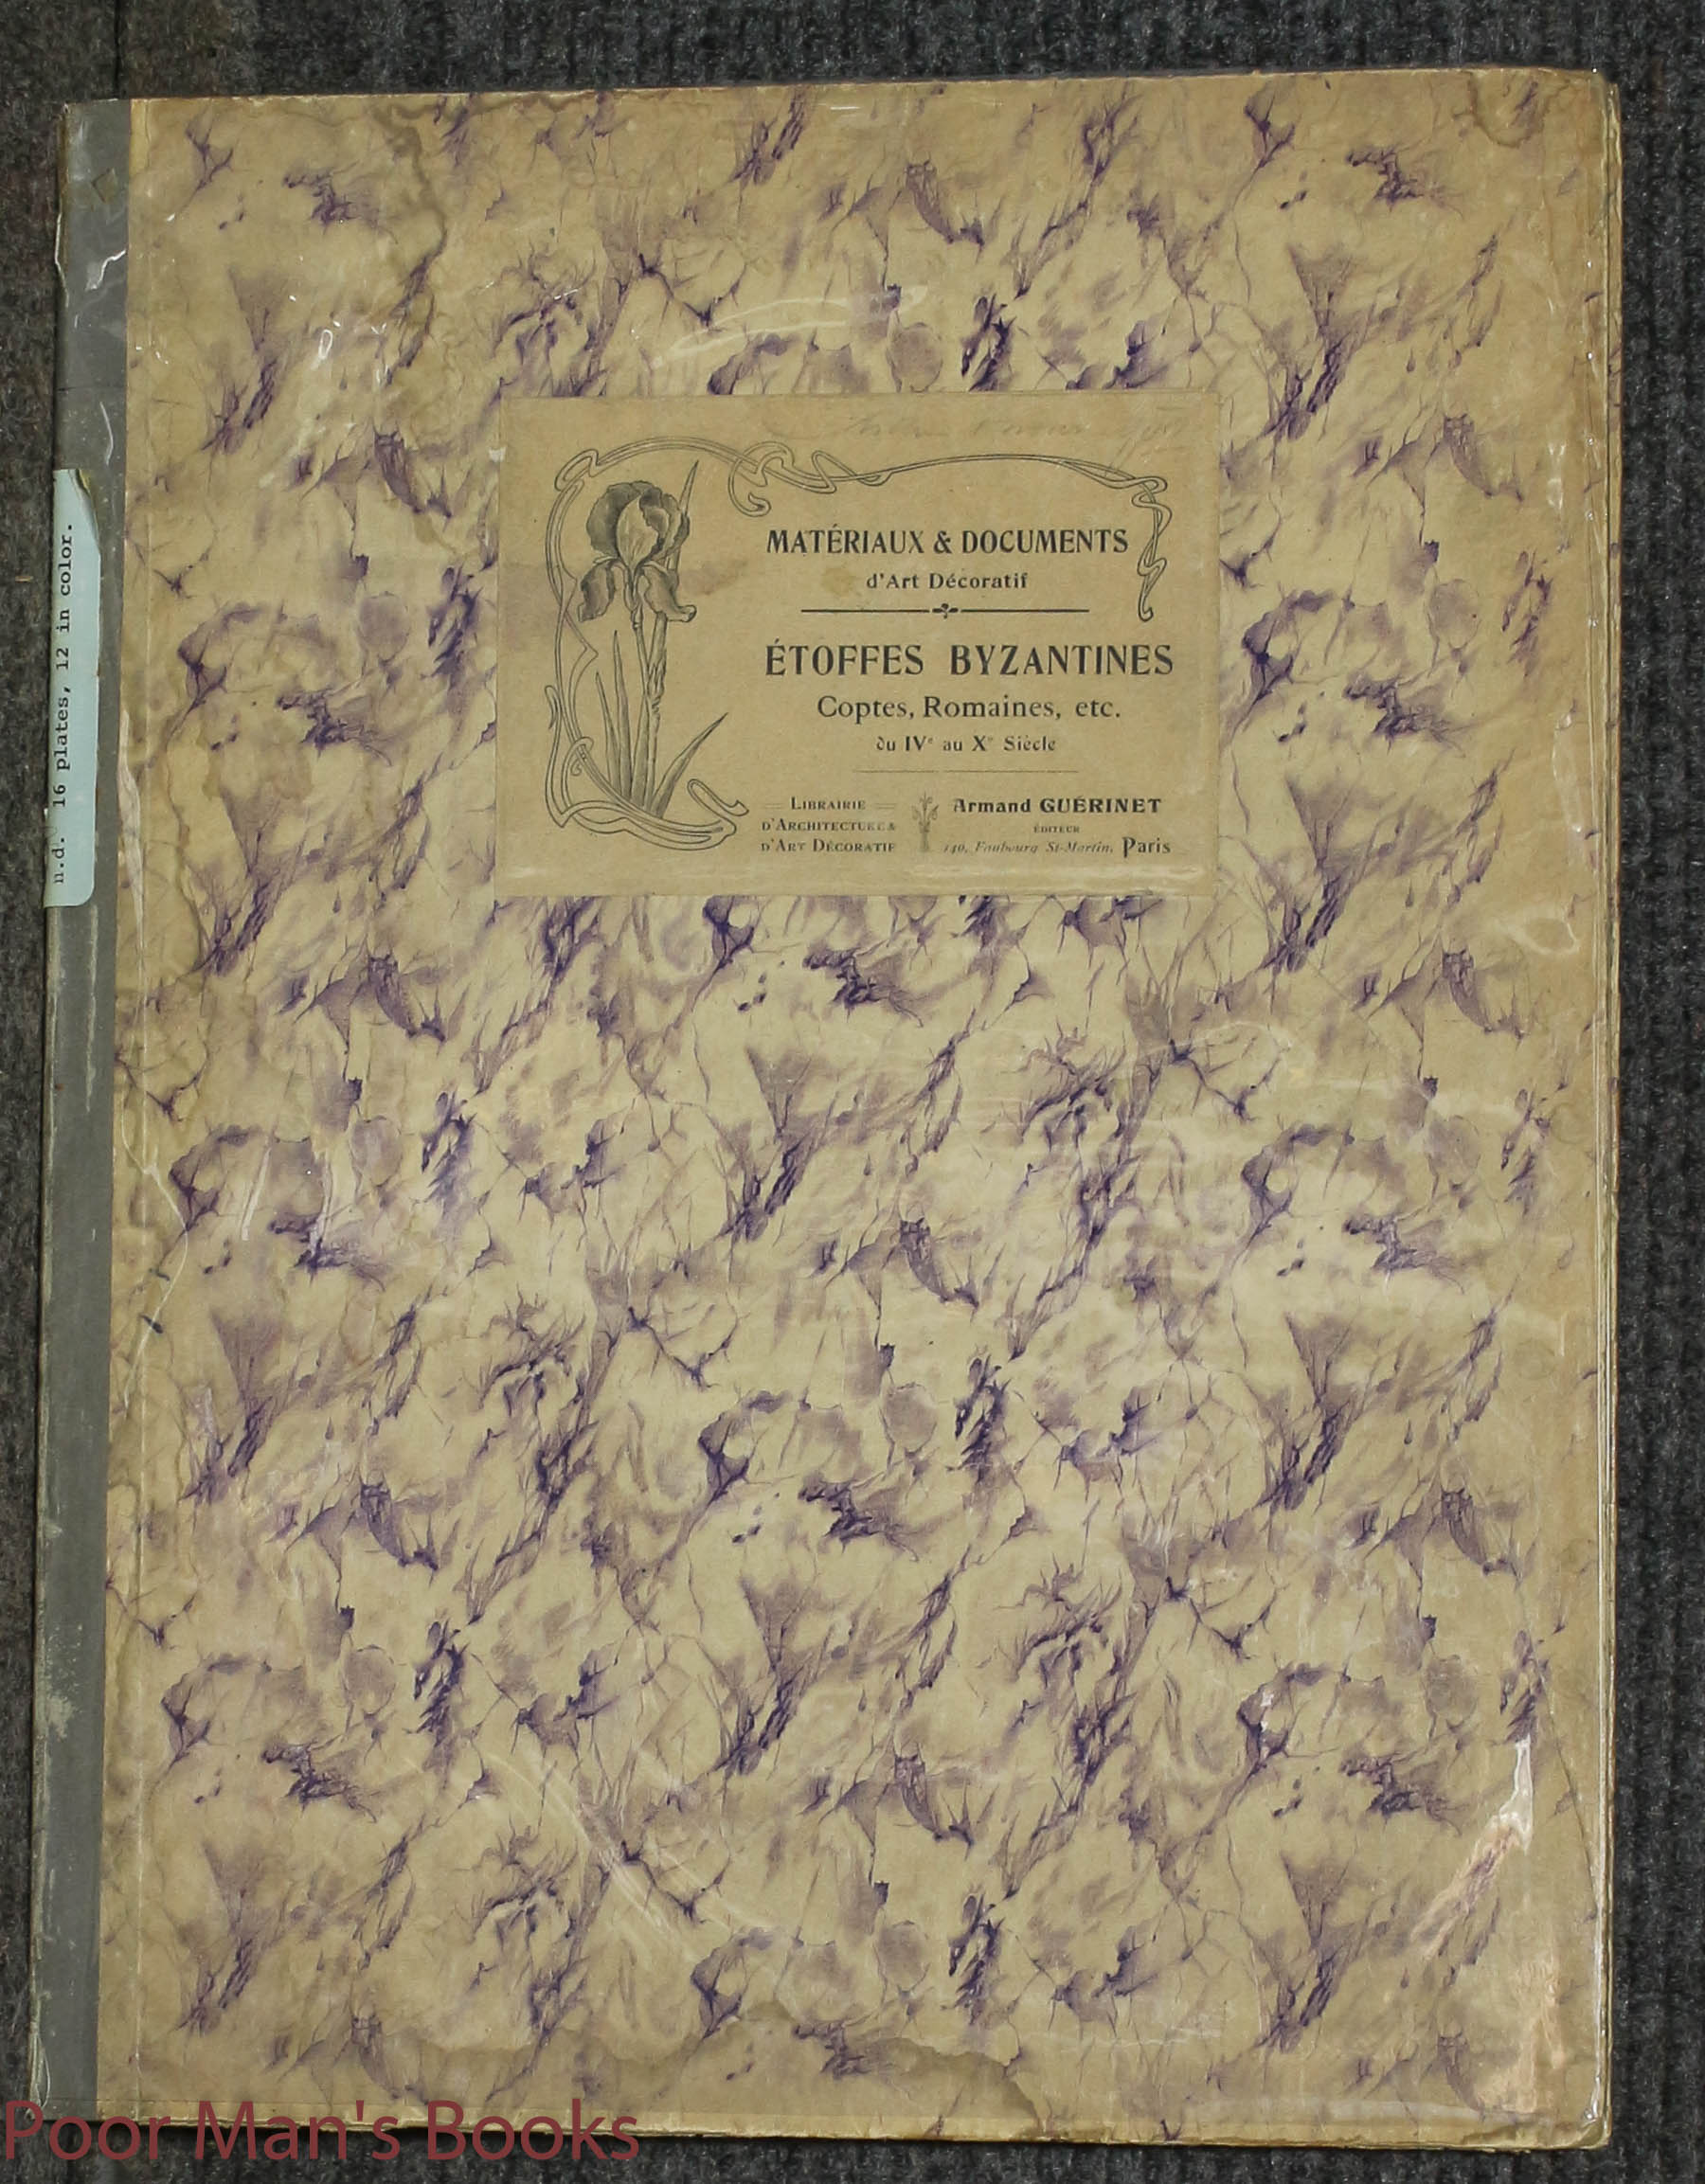 MATÉRIAUX & DOCUMENTS
d'Art Décoratif
ÉTOFFES BYZANTINES
Coptes, Romaines, etc.
du IVe au Xe Siècle
LIBRAIRIE
D'ARCHITECTURE &
D'ART DÉCORATIF
Armand GUÉRINET
ÉDITEUR
140, Faubourg St-Martin, Paris
n.d. 16 plates, 12 in color.
Poor Man's Books